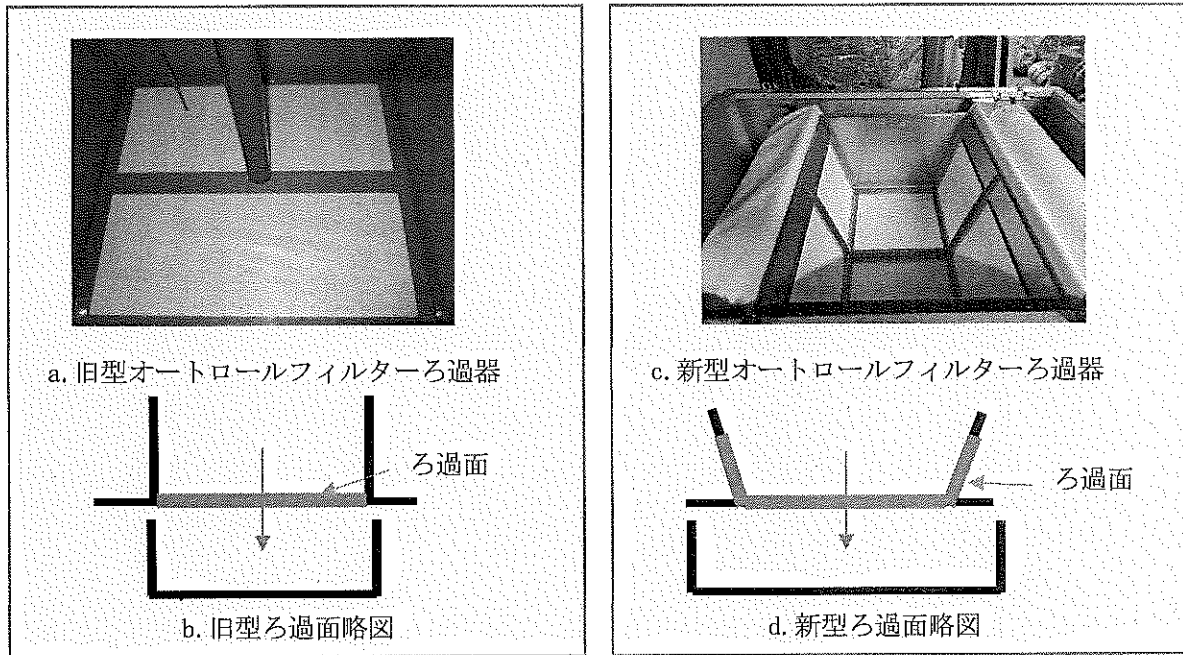 a. 旧型オートロールフィルターろ過器
ろ過面
b. 旧型ろ過面略図
c. 新型オートロールフィルターろ過器
ろ過面
d. 新型ろ過面略図